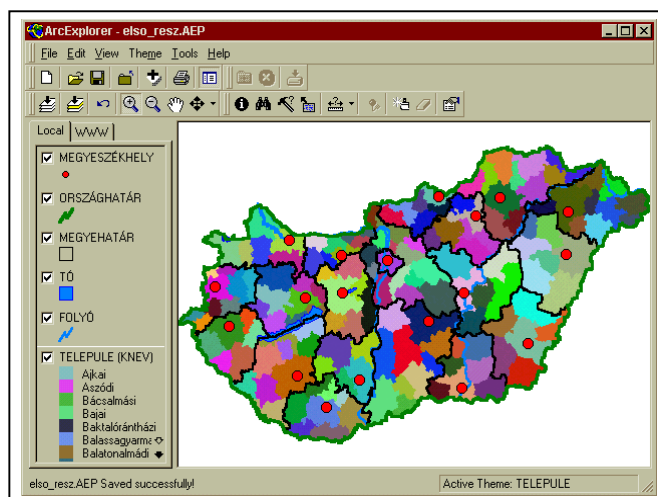 ArcExplorer - elso_resz.AEP
File Edit View Theme Tools Help
Local WWW
MEGYESZÉKHELY
ORSZÁGHATÁR
MEGYEHATÁR
TÓ
FOLYÓ
TELEPULE (KNEV)
Ajkai
Aszódi
Bácsalmási
Bajai
Baktalórántházi
Balassagyarma
Balatonalmádi
elso_resz.AEP Saved successfully!
Active Theme: TELEPULE